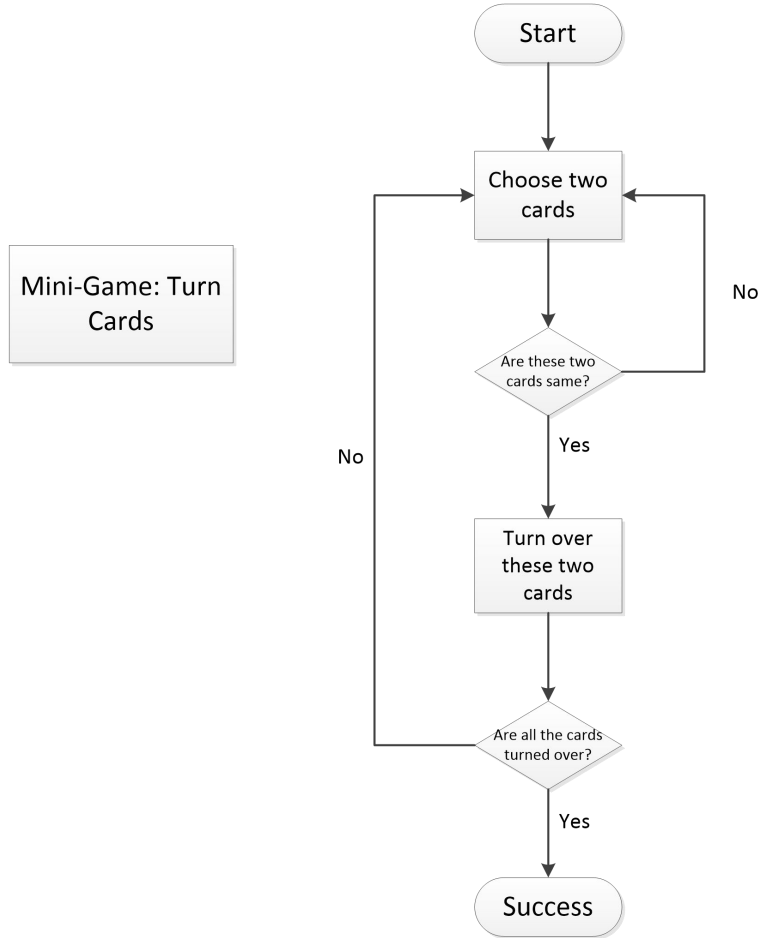 Start
Choose two
cards
Mini-Game: Turn
Cards
No
Are these two
cards same?
Yes
No
Turn over
these two
cards
Are all the cards
turned over?
Yes
Success